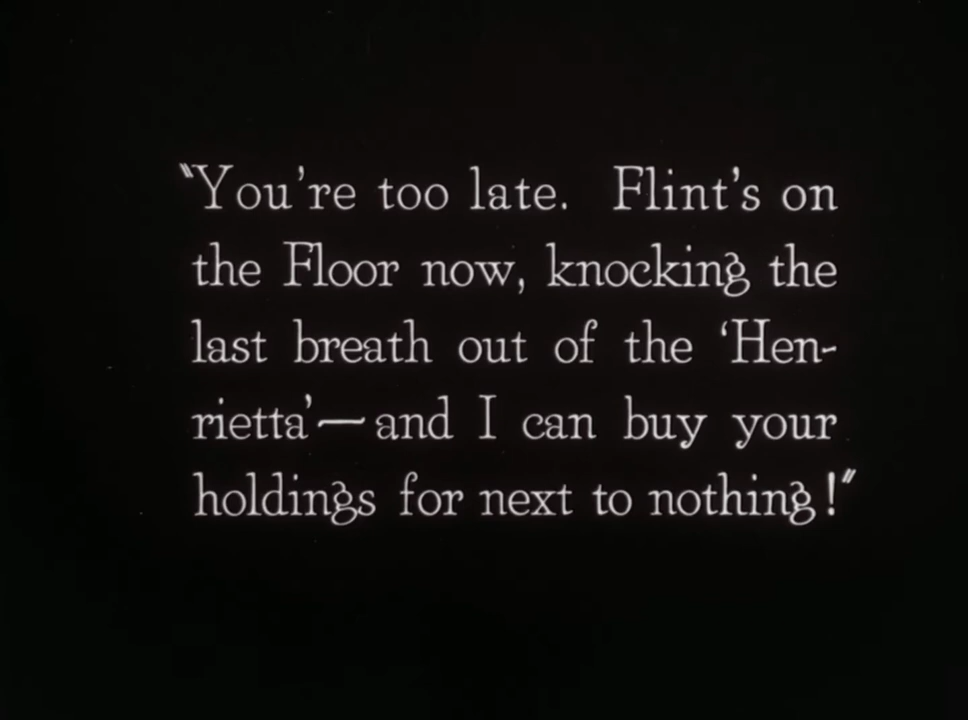 "You're too late. Flint's on
the Floor now, knocking the
last breath out of the 'Hen-
rietta'—and I can buy your
holdings for next to nothing!"